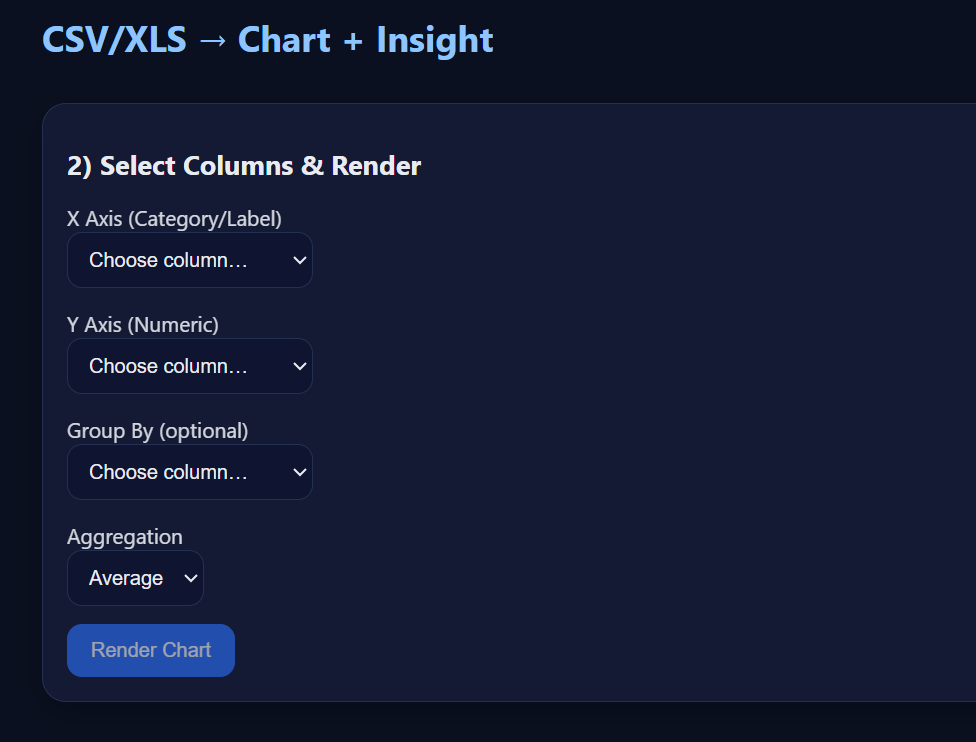 CSV/XLS → Chart + Insight
2) Select Columns & Render
X Axis (Category/Label)
Choose column…
Y Axis (Numeric)
Choose column…
Group By (optional)
Choose column…
Aggregation
Average
Render Chart